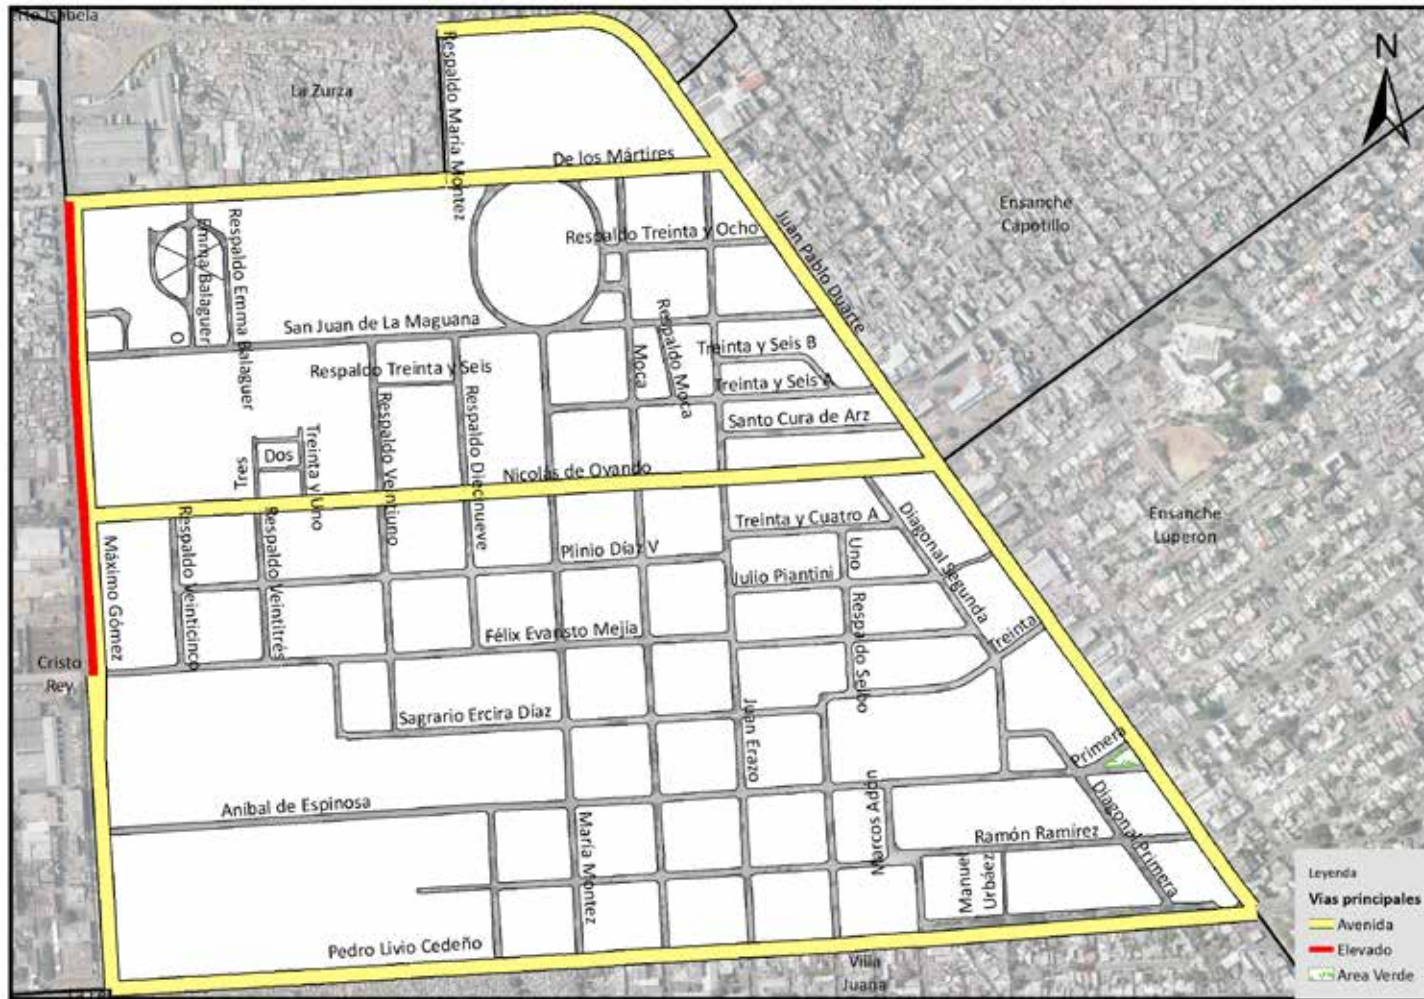 Isabela
La Zurza
N
Respaldo María Montez
De los Mártires
Ensanche
Capotillo
Juan Pablo Duarte
Respaldo Treinta y Ocho
Emma Balaguer
Respaldo Emma Balaguer
O
San Juan de La Maguana
Respaldo Moca
Moca
Treinta y Seis B
Respaldo Treinta y Seis
Treinta y Seis A
Respaldo Veintiuno
Respaldo Diecinueve
Santo Cura de Arz
Tres
Dos
Treinta y Uno
Nicolás de Ovando
Ensanche
Luperón
Máximo Gómez
Respaldo Veinticinco
Respaldo Veintitrés
Plinio Díaz V
Treinta y Cuatro A
Uno
Diagonal Segunda
Julio Piantini
Félix Evaristo Mejía
Respaldo Seibo
Treinta
Cristo
Rey
Sagrario Ercira Díaz
Juan Erazo
Primera
Aníbal de Espinosa
María Montez
Marcos Adon
Diagonal Primera
Ramón Ramírez
Manuel
Urbáez
Pedro Livio Cedeño
Villa
Juana
Leyenda
Vias principales
Avenida
Elevado
Area Verde